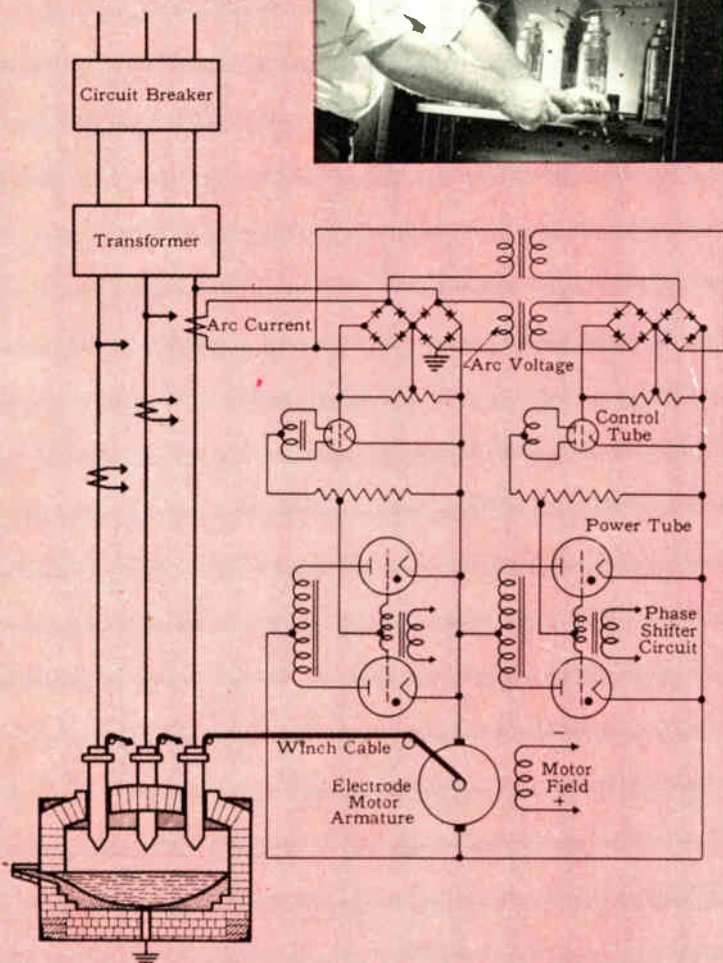 Circuit Breaker
Transformer
Arc Current
Arc Voltage
Control
Tube
Power Tube
Phase
Shifter
Circuit
Winch Cable
Electrode
Motor
Armature
−
Motor
Field
+